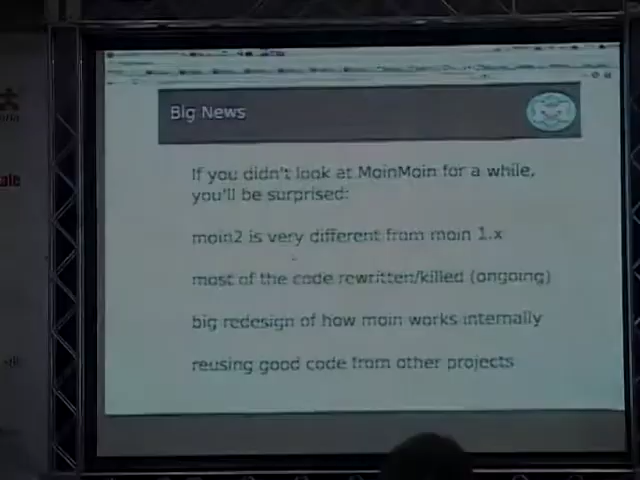 Big News
If you didn't look at MoinMoin for a while,
you'll be surprised:
moin2 is very different from moin 1.x
most of the code rewritten/killed (ongoing)
big redesign of how moin works internally
reusing good code from other projects